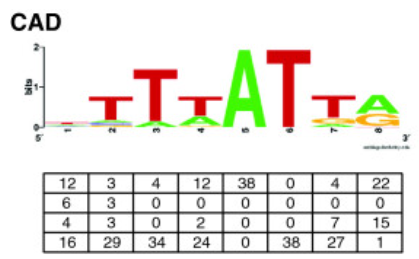 CAD
2
bits
1
0
T T T A T T A
G
1 2 3 4 5 6 7 8
5′ 3′
12 3 4 12 38 0 4 22
6 3 0 0 0 0 0 0
4 3 0 2 0 0 7 15
16 29 34 24 0 38 27 1